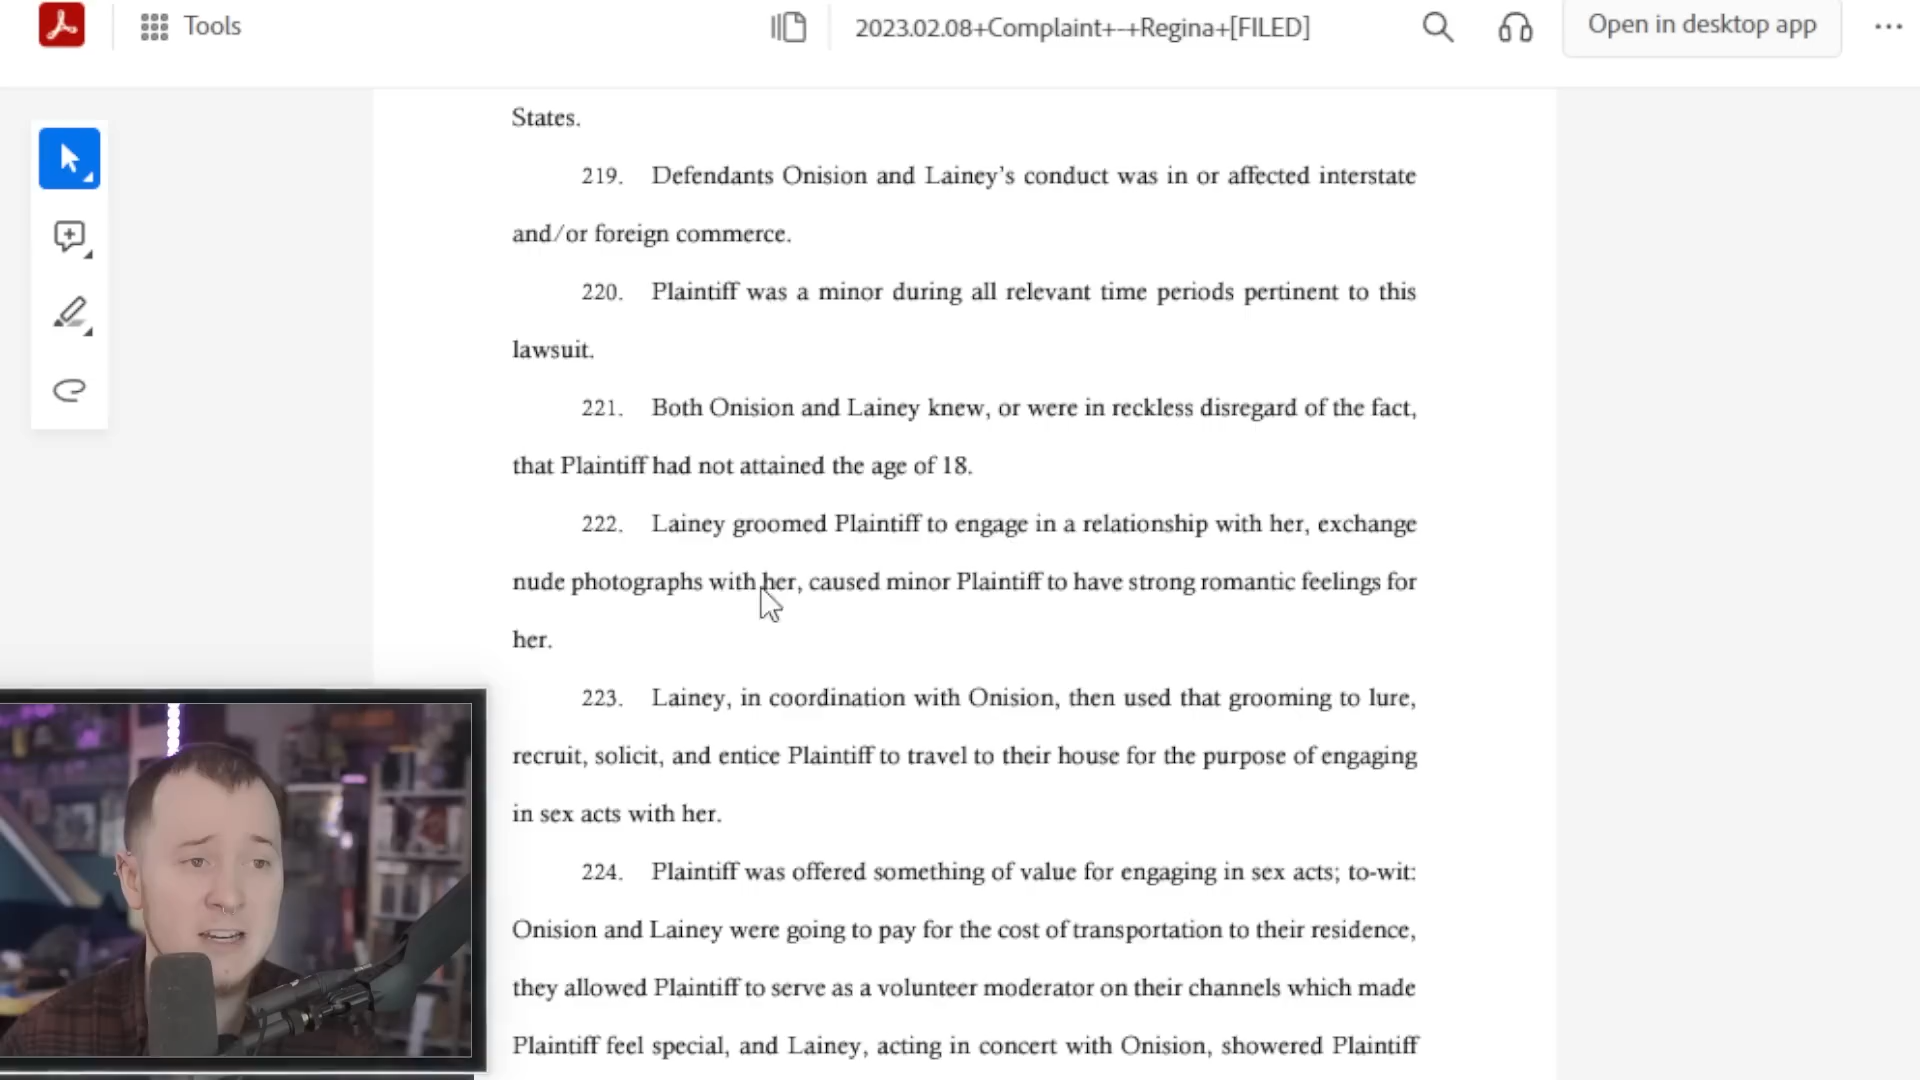 Tools
2023.02.08+Complaint+-+Regina+[FILED]
Open in desktop app
States.
219. Defendants Onision and Lainey’s conduct was in or affected interstate
and/or foreign commerce.
220. Plaintiff was a minor during all relevant time periods pertinent to this
lawsuit.
221. Both Onision and Lainey knew, or were in reckless disregard of the fact,
that Plaintiff had not attained the age of 18.
222. Lainey groomed Plaintiff to engage in a relationship with her, exchange
nude photographs with her, caused minor Plaintiff to have strong romantic feelings for
her.
223. Lainey, in coordination with Onision, then used that grooming to lure,
recruit, solicit, and entice Plaintiff to travel to their house for the purpose of engaging
in sex acts with her.
224. Plaintiff was offered something of value for engaging in sex acts; to-wit:
Onision and Lainey were going to pay for the cost of transportation to their residence,
they allowed Plaintiff to serve as a volunteer moderator on their channels which made
Plaintiff feel special, and Lainey, acting in concert with Onision, showered Plaintiff